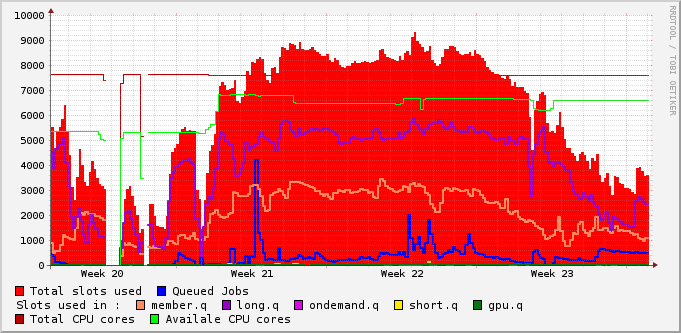 RRDTOOL / TOBI OETIKER
10000
9000
8000
7000
6000
5000
4000
3000
2000
1000
0
Week 20 Week 21 Week 22 Week 23
Total slots used Queued Jobs
Slots used in : member.q long.q ondemand.q short.q gpu.q
Total CPU cores Availale CPU cores